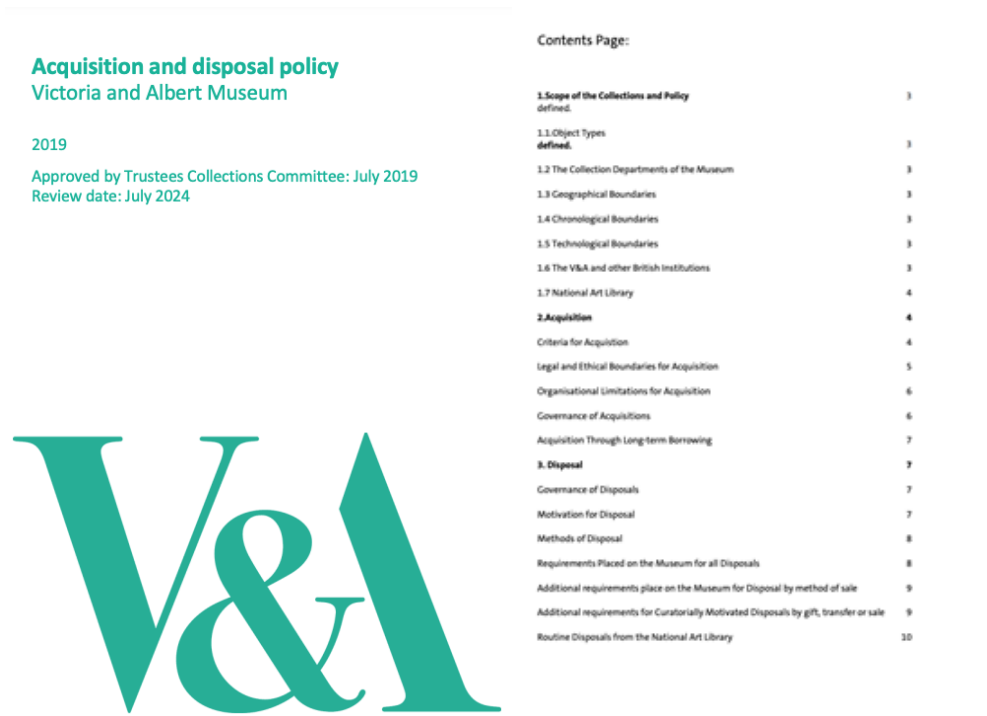 Acquisition and disposal policy
Victoria and Albert Museum
2019
Approved by Trustees Collections Committee: July 2019
Review date: July 2024
V&A
Contents Page:
1.Scope of the Collections and Policy 3
defined.
1.1.Object Types
defined. 3
1.2 The Collection Departments of the Museum 3
1.3 Geographical Boundaries 3
1.4 Chronological Boundaries 3
1.5 Technological Boundaries 3
1.6 The V&A and other British Institutions 3
1.7 National Art Library 4
2.Acquisition 4
Criteria for Acquistion 4
Legal and Ethical Boundaries for Acquisition 5
Organisational Limitations for Acquisition 6
Governance of Acquisitions 6
Acquisition Through Long-term Borrowing 7
3. Disposal 7
Governance of Disposals 7
Motivation for Disposal 7
Methods of Disposal 8
Requirements Placed on the Museum for all Disposals 8
Additional requirements place on the Museum for Disposal by method of sale 9
Additional requirements for Curatorially Motivated Disposals by gift, transfer or sale 9
Routine Disposals from the National Art Library 10